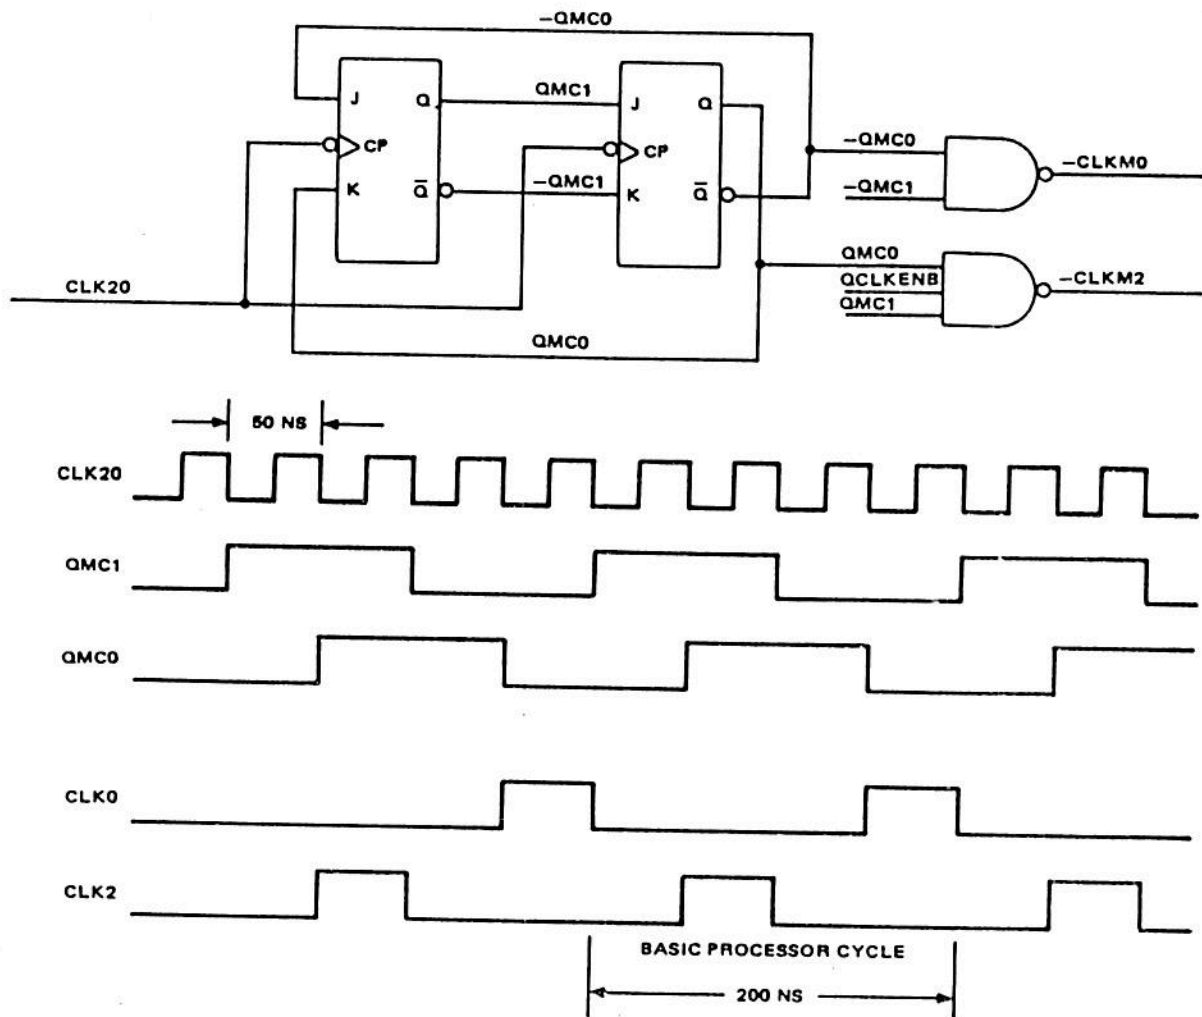 -QMC0
J Q QMC1 J Q
-QMC0
-CLKM0
CP CP
K Q̅ -QMC1 K Q̅
-QMC1
QMC0
CLK20
QCLKENB
-CLKM2
QMC1
QMC0
50 NS
CLK20
QMC1
QMC0
CLK0
CLK2
BASIC PROCESSOR CYCLE
200 NS